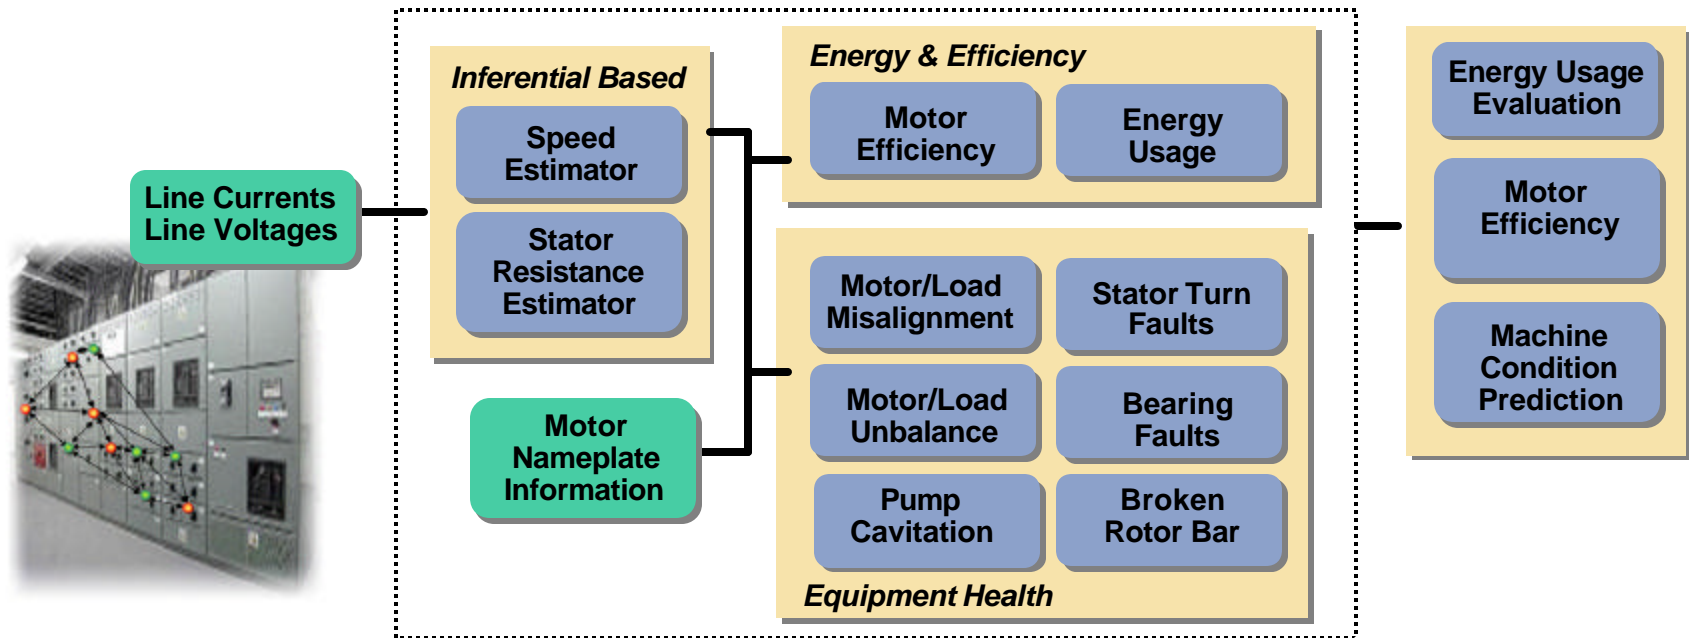 Line Currents
Line Voltages
Inferential Based
Speed
Estimator
Stator
Resistance
Estimator
Motor
Nameplate
Information
Energy & Efficiency
Motor
Efficiency
Energy
Usage
Motor/Load
Misalignment
Stator Turn
Faults
Motor/Load
Unbalance
Bearing
Faults
Pump
Cavitation
Broken
Rotor Bar
Equipment Health
Energy Usage
Evaluation
Motor
Efficiency
Machine
Condition
Prediction